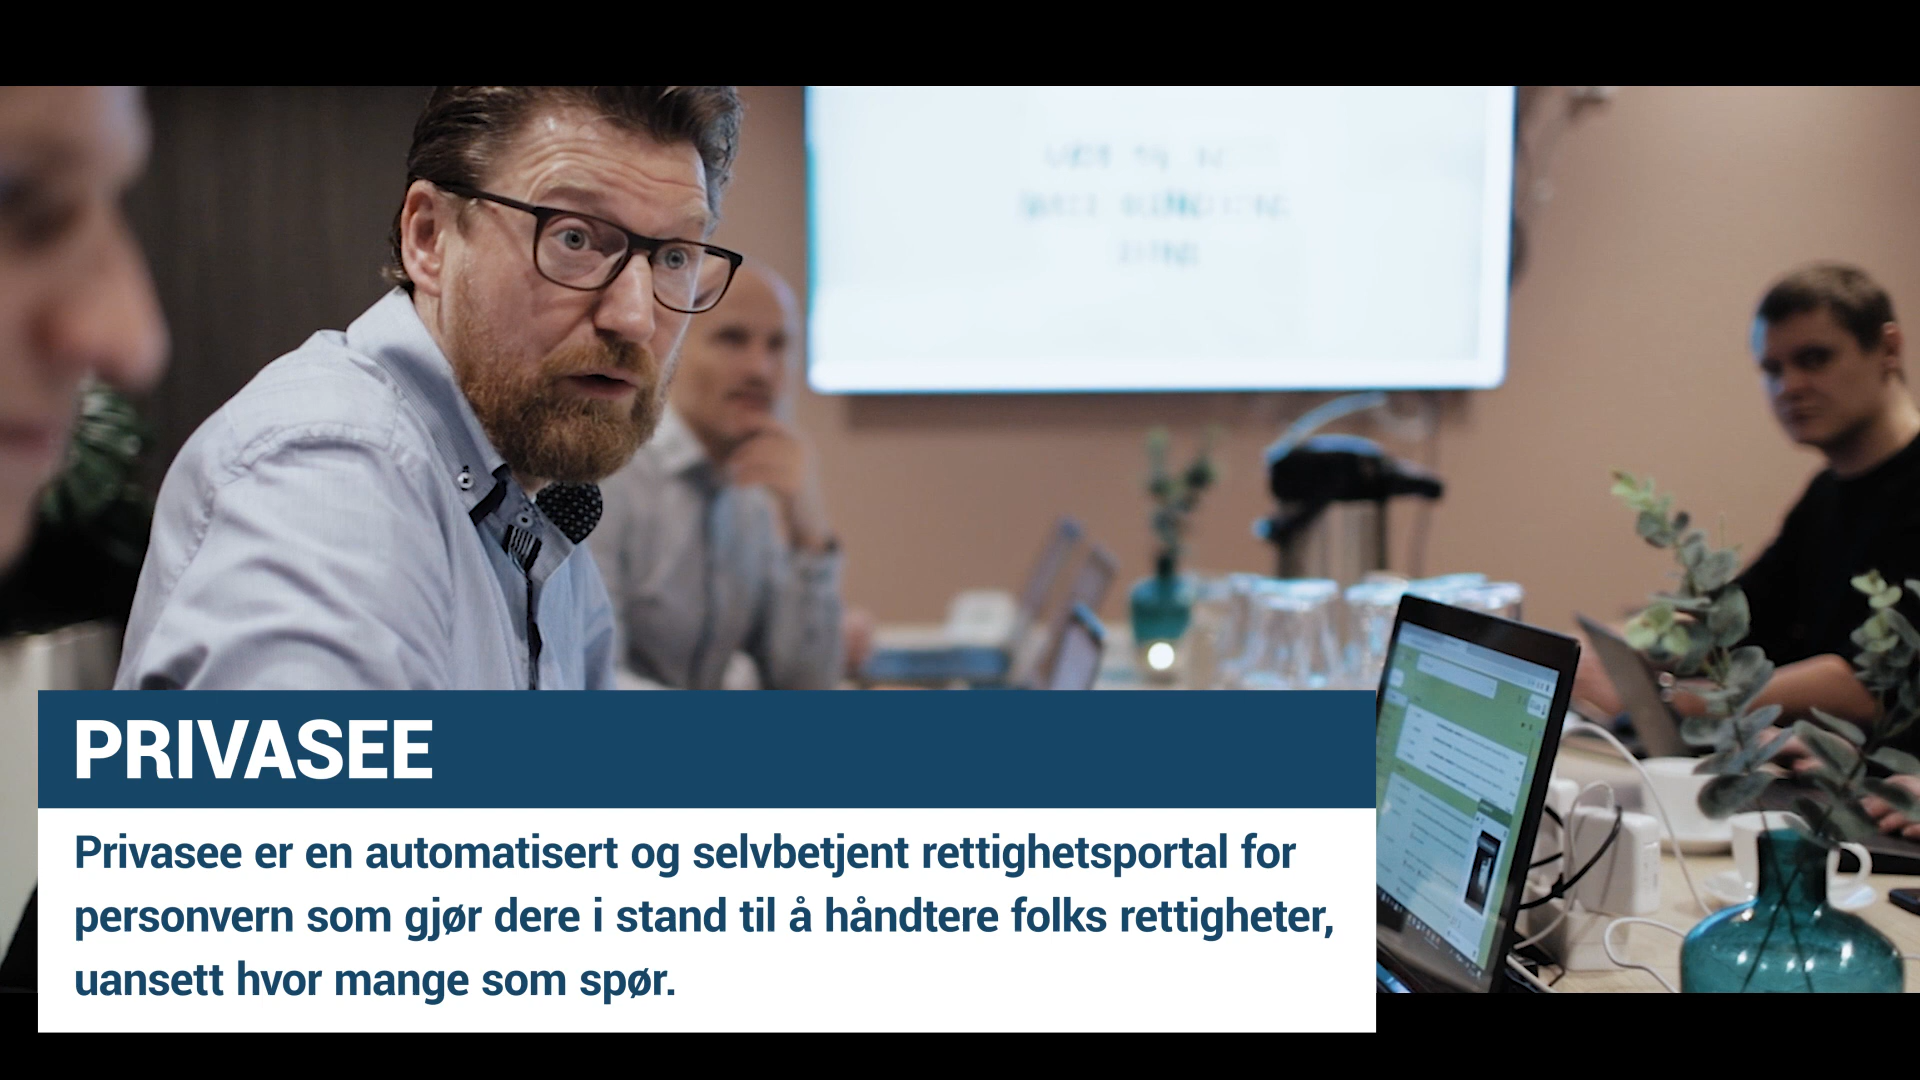 PRIVASEE
Privasee er en automatisert og selvbetjent rettighetsportal for
personvern som gjør dere i stand til å håndtere folks rettigheter,
uansett hvor mange som spør.